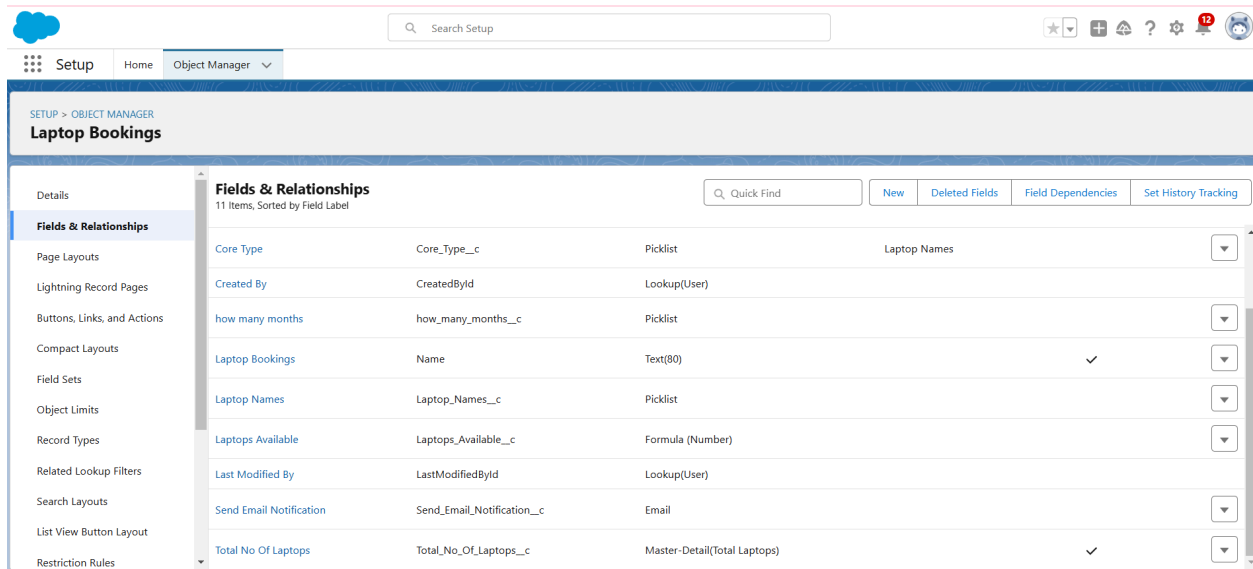 Search Setup
12
Setup Home Object Manager
SETUP > OBJECT MANAGER
Laptop Bookings
Details
Fields & Relationships
Page Layouts
Lightning Record Pages
Buttons, Links, and Actions
Compact Layouts
Field Sets
Object Limits
Record Types
Related Lookup Filters
Search Layouts
List View Button Layout
Restriction Rules
Fields & Relationships
11 Items, Sorted by Field Label
Quick Find New Deleted Fields Field Dependencies Set History Tracking
Core Type Core_Type__c Picklist Laptop Names
Created By CreatedById Lookup(User)
how many months how_many_months__c Picklist
Laptop Bookings Name Text(80)
Laptop Names Laptop_Names__c Picklist
Laptops Available Laptops_Available__c Formula (Number)
Last Modified By LastModifiedById Lookup(User)
Send Email Notification Send_Email_Notification__c Email
Total No Of Laptops Total_No_Of_Laptops__c Master-Detail(Total Laptops)